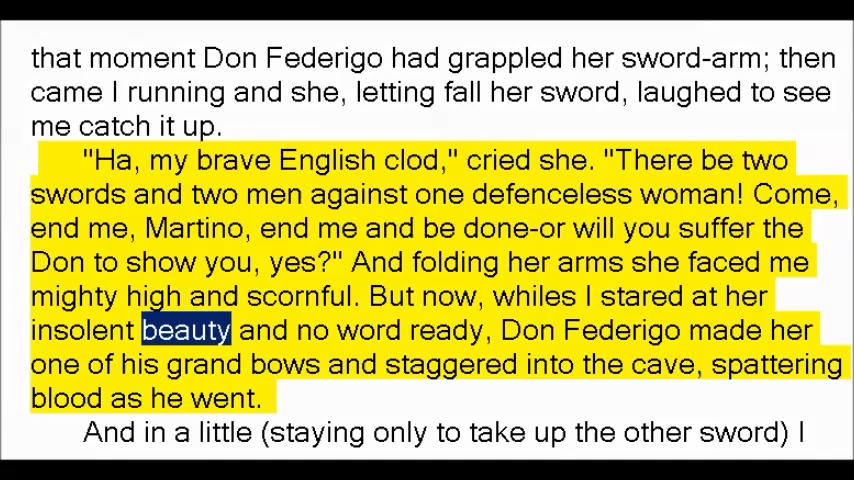 that moment Don Federigo had grappled her sword-arm; then
came I running and she, letting fall her sword, laughed to see
me catch it up.
"Ha, my brave English clod," cried she. "There be two
swords and two men against one defenceless woman! Come,
end me, Martino, end me and be done-or will you suffer the
Don to show you, yes?" And folding her arms she faced me
mighty high and scornful. But now, whiles I stared at her
insolent beauty and no word ready, Don Federigo made her
one of his grand bows and staggered into the cave, spattering
blood as he went.
And in a little (staying only to take up the other sword) I